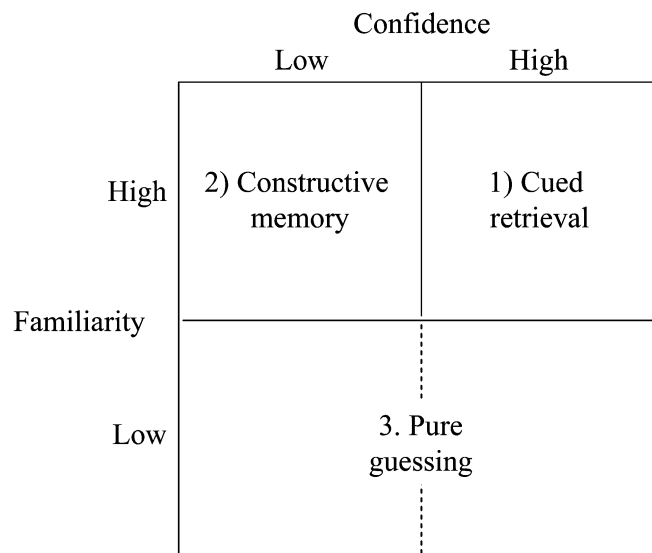 Confidence
Low High
2) Constructive 1) Cued
High memory retrieval
Familiarity
Low 3. Pure
guessing